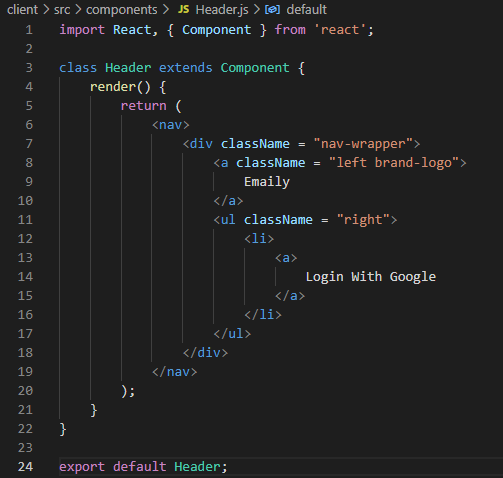 client > src > components > JS Header.js > default
1 import React, { Component } from 'react';
2
3 class Header extends Component {
4     render() {
5         return (
6             <nav>
7                 <div className = "nav-wrapper">
8                     <a className = "left brand-logo">
9                         Emaily
10                     </a>
11                     <ul className = "right">
12                         <li>
13                             <a>
14                                 Login With Google
15                             </a>
16                         </li>
17                     </ul>
18                 </div>
19             </nav>
20         );
21     }
22 }
23
24 export default Header;